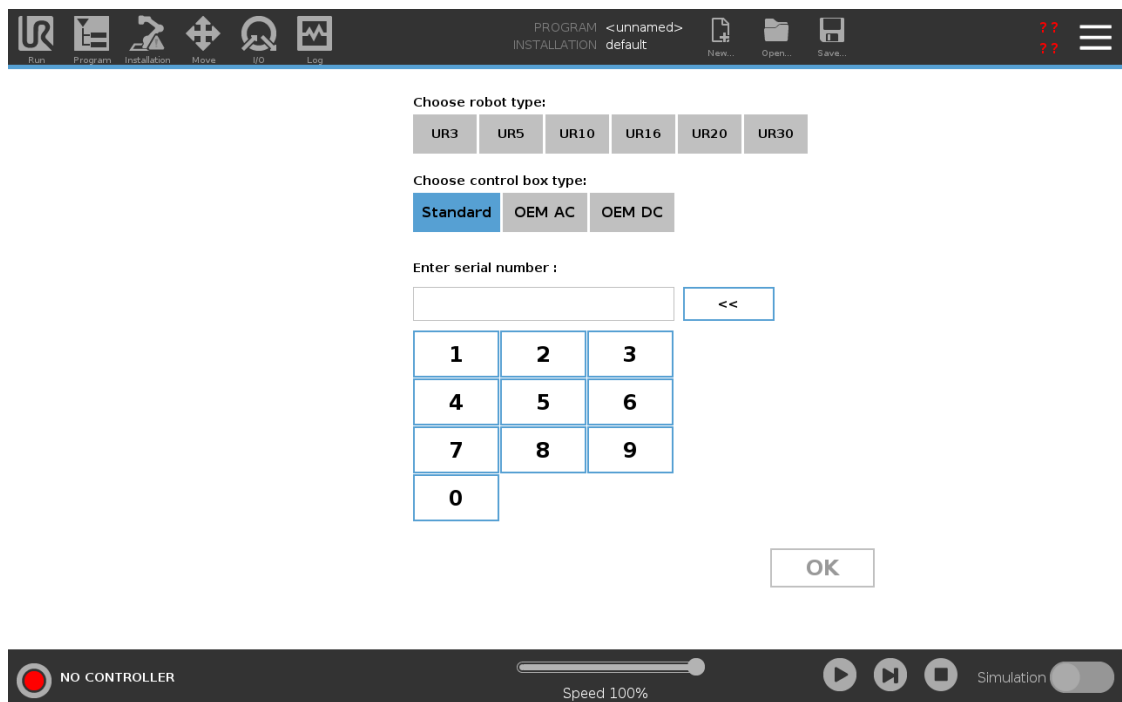 PROGRAM <unnamed>
INSTALLATION default
? ?
? ?
Run Program Installation Move I/O Log New... Open... Save...
Choose robot type:
UR3 UR5 UR10 UR16 UR20 UR30
Choose control box type:
Standard OEM AC OEM DC
Enter serial number :
<<
1 2 3
4 5 6
7 8 9
0
OK
NO CONTROLLER
Speed 100%
Simulation